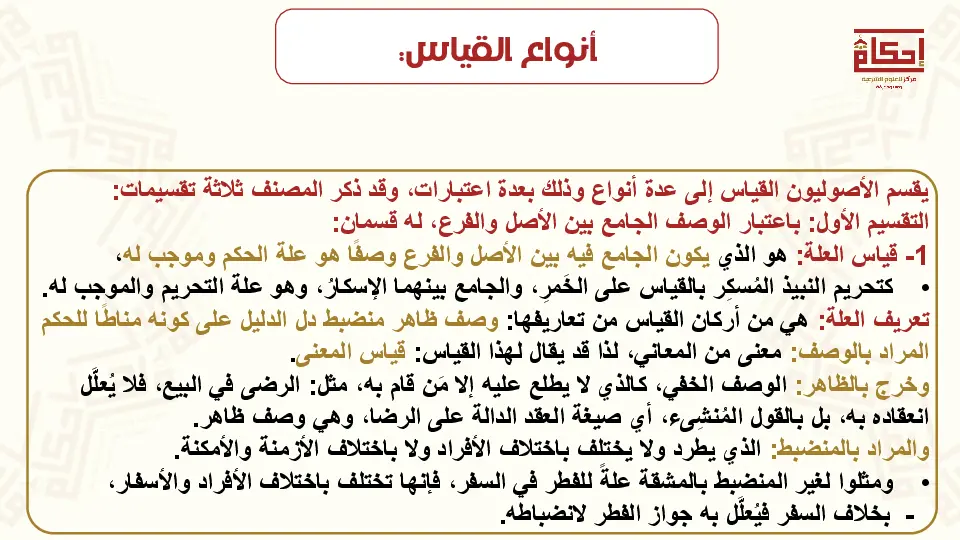 أنواع القياس:
إحكام
مركز للعلوم الشرعية
يقسم الأصوليون القياس إلى عدة أنواع وذلك بعدة اعتبارات، وقد ذكر المصنف ثلاثة تقسيمات:
التقسيم الأول: باعتبار الوصف الجامع بين الأصل والفرع، له قسمان:
1- قياس العلة: هو الذي يكون الجامع فيه بين الأصل والفرع وصفًا هو علة الحكم وموجب له،
• كتحريم النبيذ المُسكِر بالقياس على الخَمرِ، والجامع بينهما الإسكارُ، وهو علة التحريم والموجب له.
تعريف العلة: هي من أركان القياس من تعاريفها: وصف ظاهر منضبط دل الدليل على كونه مناطًا للحكم
المراد بالوصف: معنى من المعاني، لذا قد يقال لهذا القياس: قياس المعنى.
وخرج بالظاهر: الوصف الخفي، كالذي لا يطلع عليه إلا مَن قام به، مثل: الرضى في البيع، فلا يُعلَّل
انعقاده به، بل بالقول المُنشِىء، أي صيغة العقد الدالة على الرضا، وهي وصف ظاهر.
والمراد بالمنضبط: الذي يطرد ولا يختلف باختلاف الأفراد ولا باختلاف الأزمنة والأمكنة.
• ومثلوا لغير المنضبط بالمشقة علةً للفطر في السفر، فإنها تختلف باختلاف الأفراد والأسفار،
- بخلاف السفر فيُعلَّل به جواز الفطر لانضباطه.